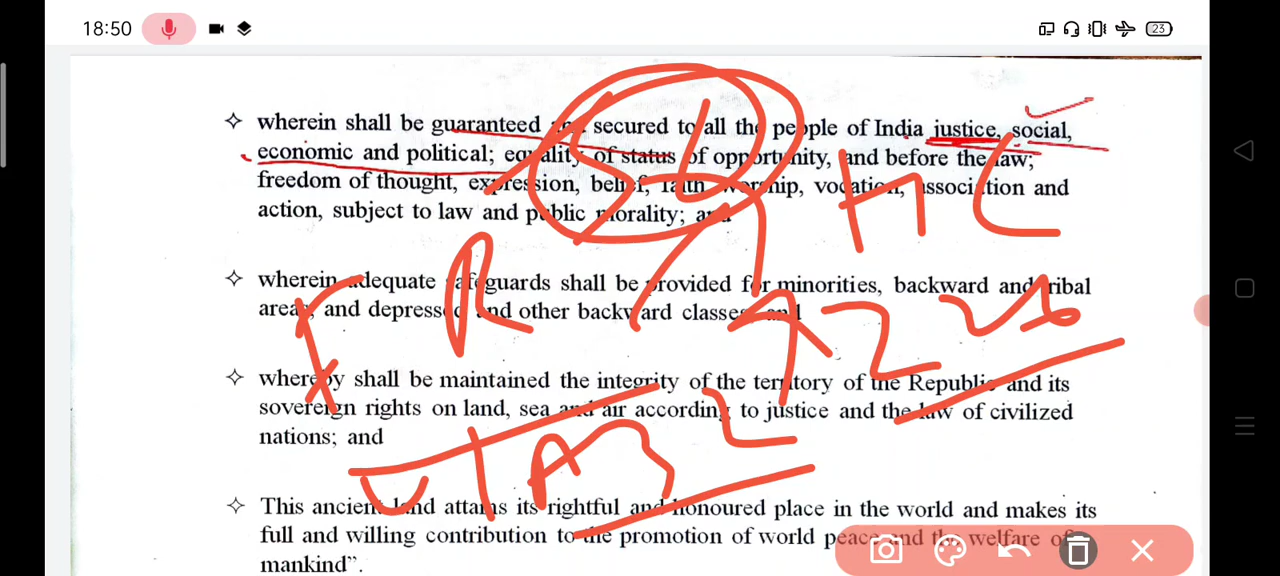 18:50
23
✧ wherein shall be guaranteed and secured to all the people of India justice, social,
economic and political; equality of status of opportunity, and before the law;
freedom of thought, expression, belief, faith, worship, vocation, association and
action, subject to law and public morality; and
✧ wherein adequate safeguards shall be provided for minorities, backward and tribal
areas, and depressed and other backward classes; and
✧ whereby shall be maintained the integrity of the territory of the Republic and its
sovereign rights on land, sea and air according to justice and the law of civilized
nations; and
✧ This ancient land attains its rightful and honoured place in the world and makes its
full and willing contribution to the promotion of world peace and the welfare of
mankind".
HC
FR
226
A32